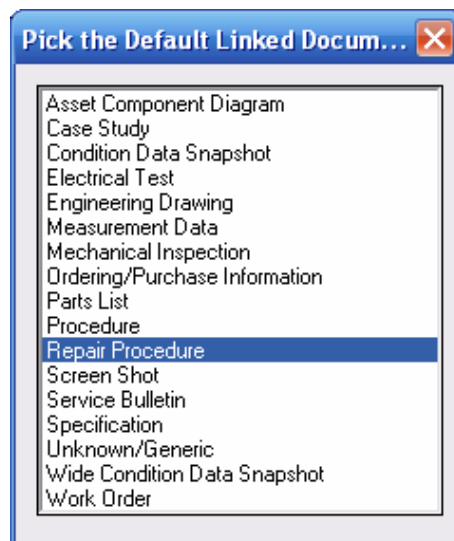 Pick the Default Linked Docum...
Asset Component Diagram
Case Study
Condition Data Snapshot
Electrical Test
Engineering Drawing
Measurement Data
Mechanical Inspection
Ordering/Purchase Information
Parts List
Procedure
Repair Procedure
Screen Shot
Service Bulletin
Specification
Unknown/Generic
Wide Condition Data Snapshot
Work Order